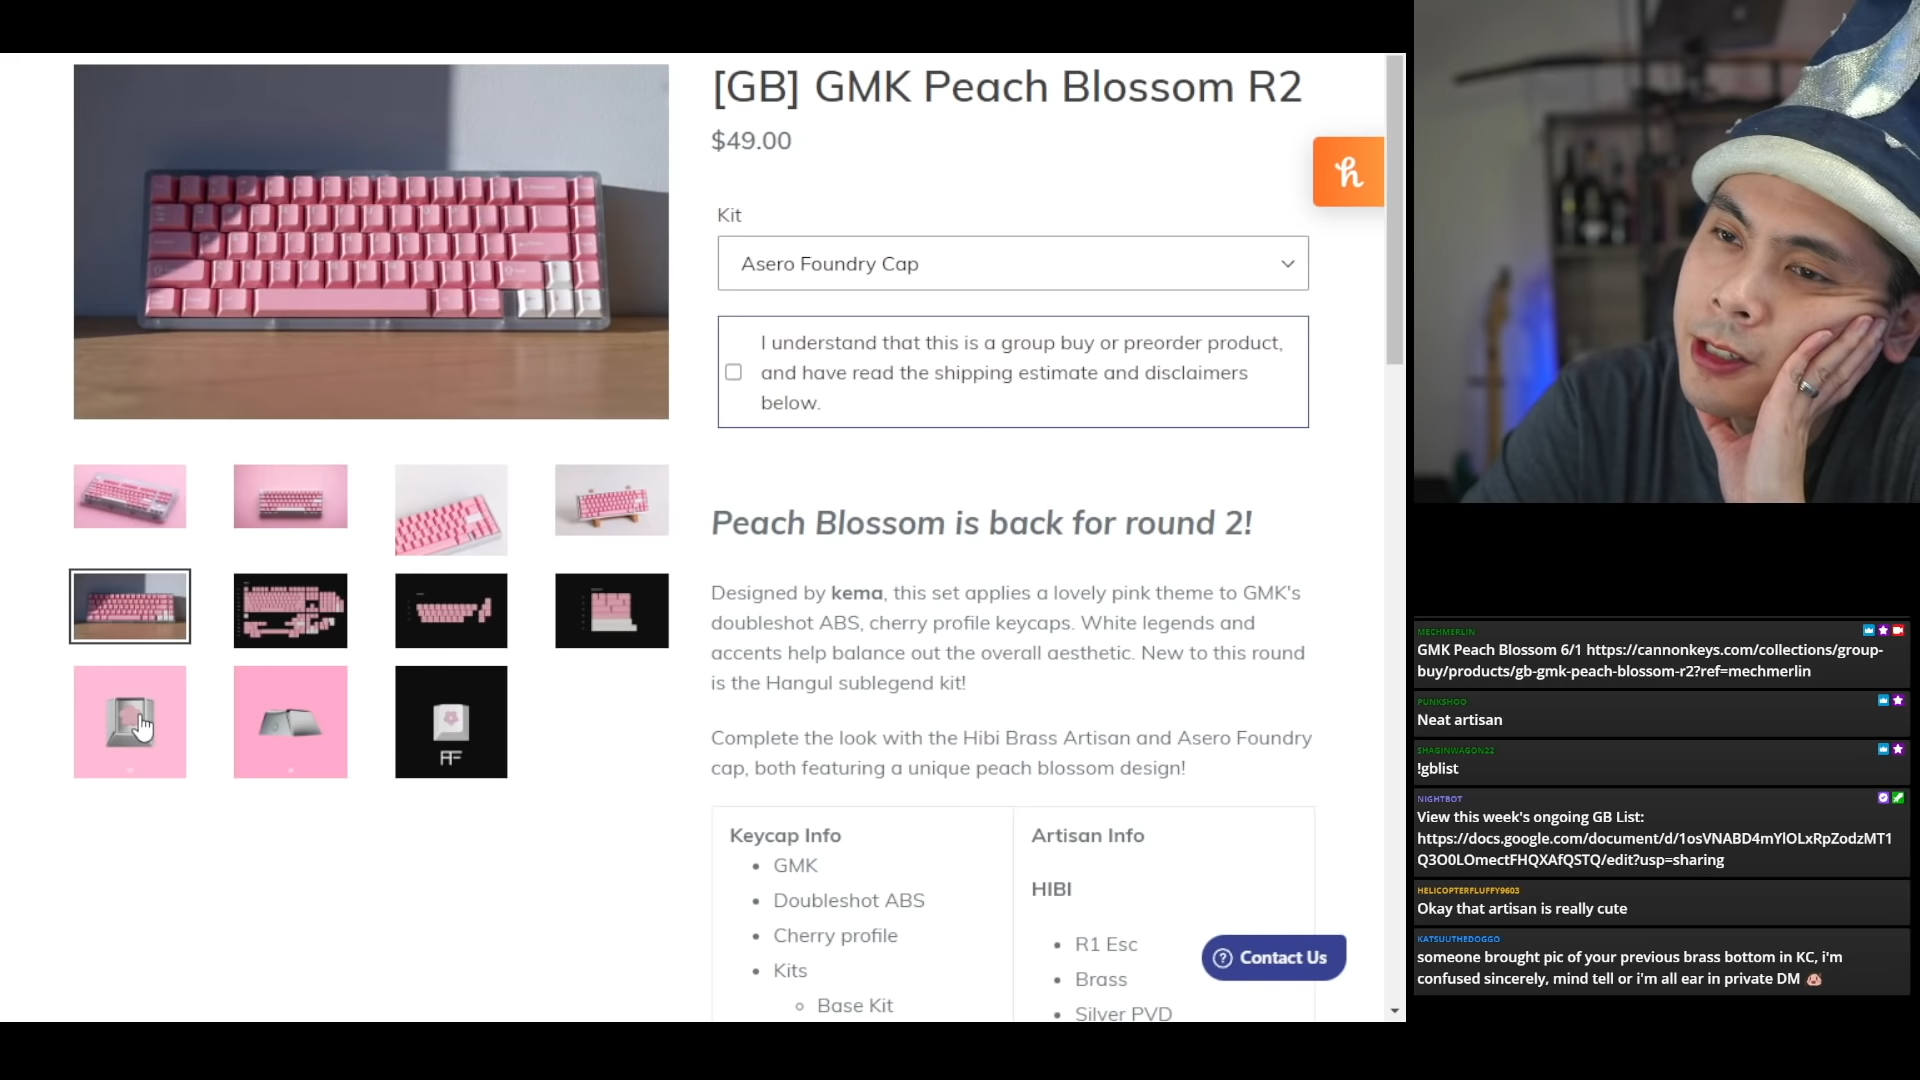 [GB] GMK Peach Blossom R2
$49.00
Kit
Asero Foundry Cap
I understand that this is a group buy or preorder product,
and have read the shipping estimate and disclaimers
below.
Peach Blossom is back for round 2!
Designed by kema, this set applies a lovely pink theme to GMK's
doubleshot ABS, cherry profile keycaps. White legends and
accents help balance out the overall aesthetic. New to this round
is the Hangul sublegend kit!
Complete the look with the Hibi Brass Artisan and Asero Foundry
cap, both featuring a unique peach blossom design!
Keycap Info
GMK
Doubleshot ABS
Cherry profile
Kits
Base Kit
Artisan Info
HIBI
R1 Esc
Brass
Silver PVD
Contact Us
AF
MECHMERLIN
GMK Peach Blossom 6/1 https://cannonkeys.com/collections/group-
buy/products/gb-gmk-peach-blossom-r2?ref=mechmerlin
PUNKSHOO
Neat artisan
SHAGINWAGON22
!gblist
NIGHTBOT
View this week's ongoing GB List:
https://docs.google.com/document/d/1osVNABD4mYlOLxRpZodzMT1
Q3O0LOmectFHQXAfQSTQ/edit?usp=sharing
HELICOPTERFLUFFY9603
Okay that artisan is really cute
KATSUUTHEDOGGO
someone brought pic of your previous brass bottom in KC, i'm
confused sincerely, mind tell or i'm all ear in private DM